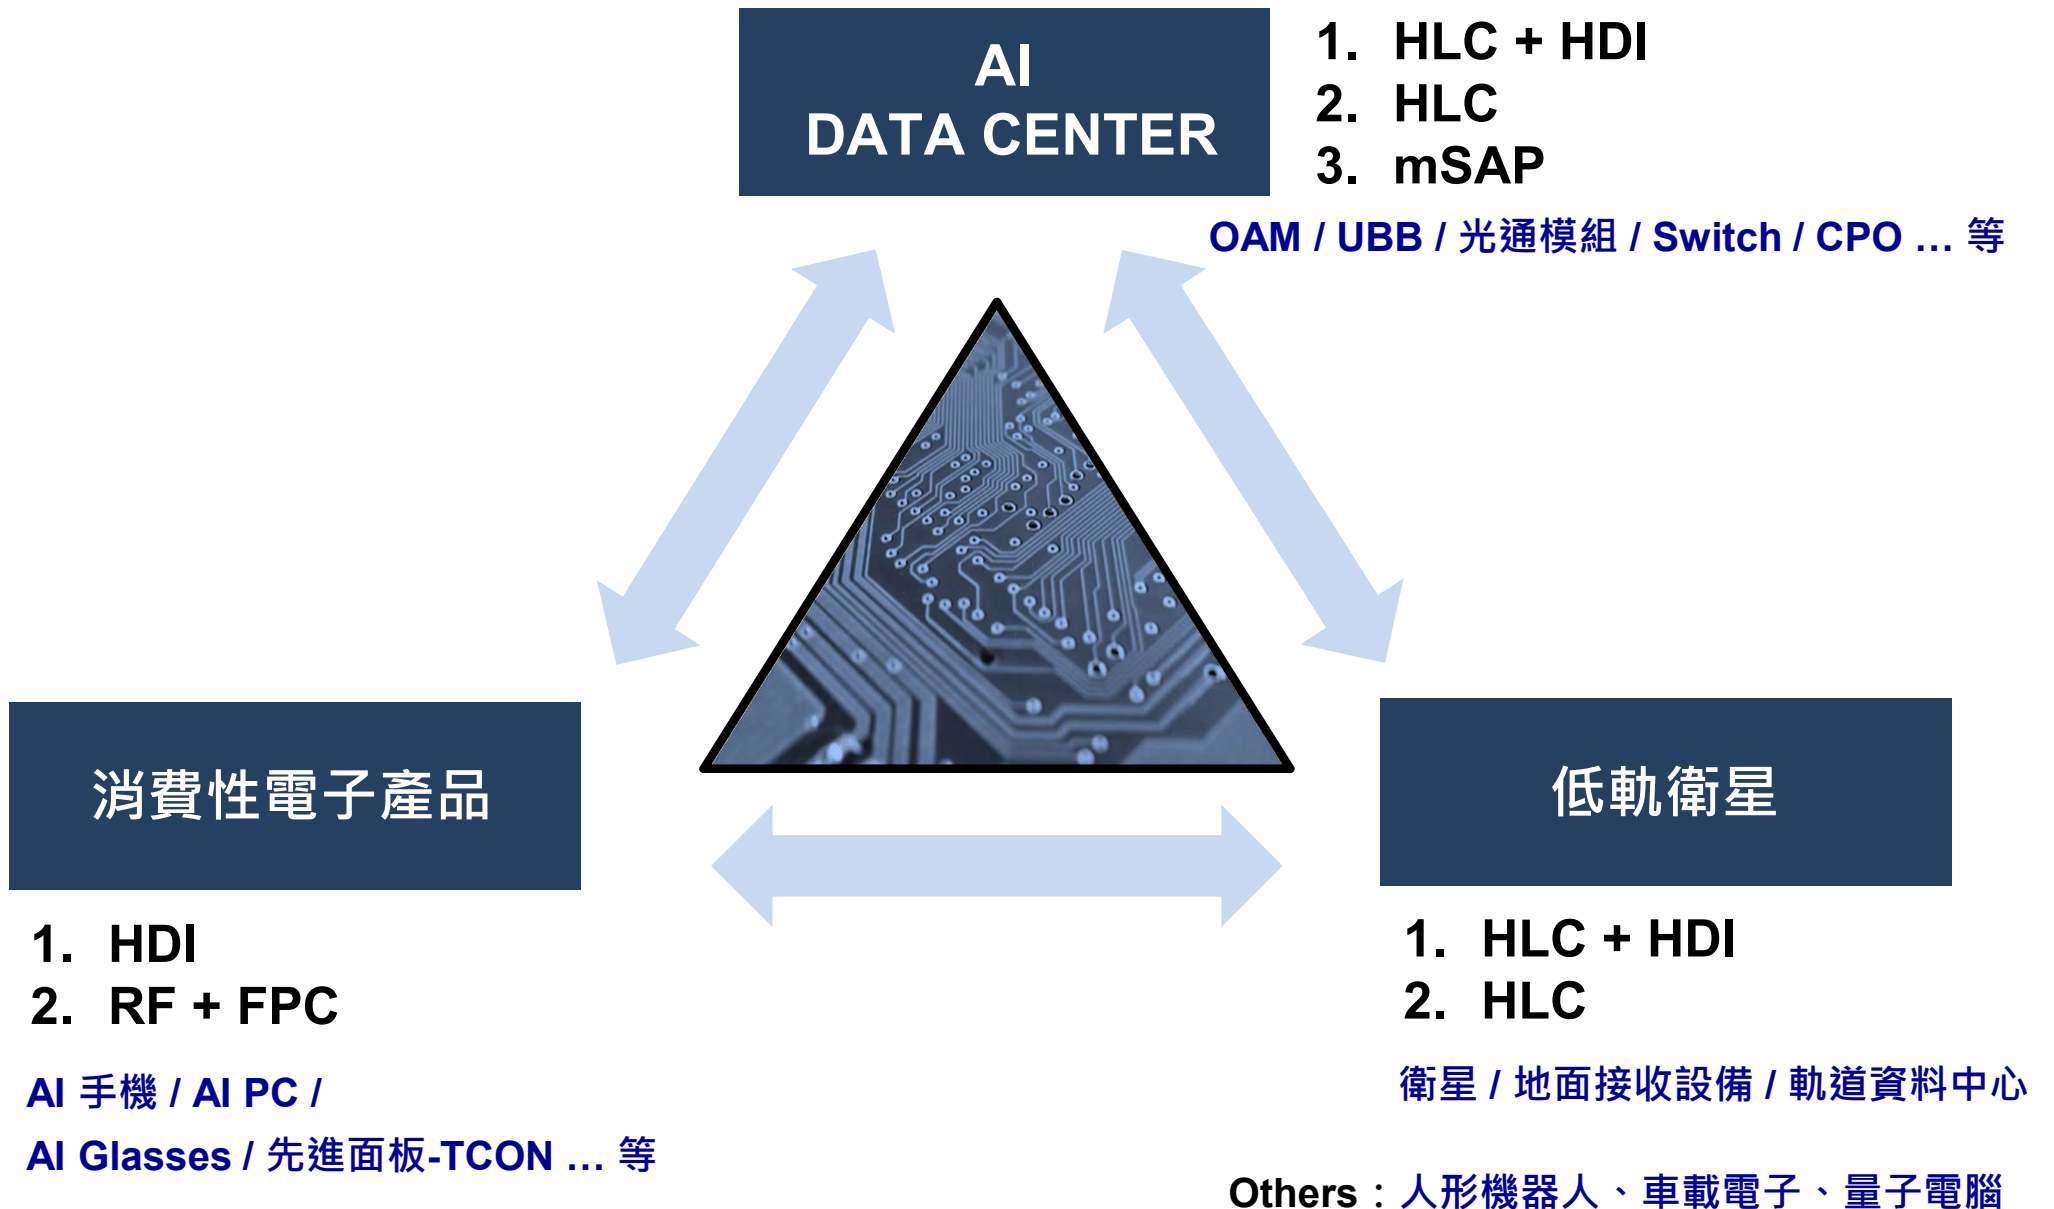 AI
DATA CENTER
1. HLC + HDI
2. HLC
3. mSAP
OAM / UBB / 光通模組 / Switch / CPO … 等
消費性電子產品
1. HDI
2. RF + FPC
AI 手機 / AI PC /
AI Glasses / 先進面板-TCON … 等
低軌衛星
1. HLC + HDI
2. HLC
衛星 / 地面接收設備 / 軌道資料中心
Others：人形機器人、車載電子、量子電腦